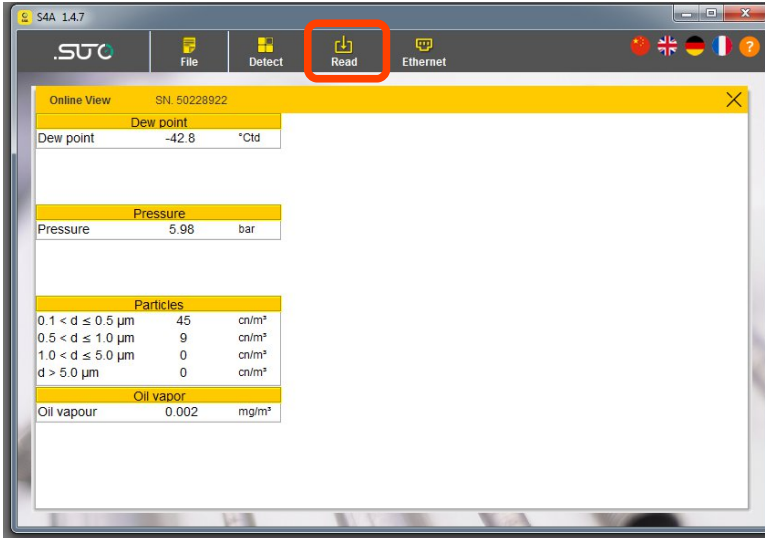 S4A 1.4.7
.SUTO
File Detect Read Ethernet
?
Online View SN. 50228922
Dew point
Dew point -42.8 °Ctd
Pressure
Pressure 5.98 bar
Particles
0.1 < d ≤ 0.5 µm 45 cn/m³
0.5 < d ≤ 1.0 µm 9 cn/m³
1.0 < d ≤ 5.0 µm 0 cn/m³
d > 5.0 µm 0 cn/m³
Oil vapor
Oil vapour 0.002 mg/m³